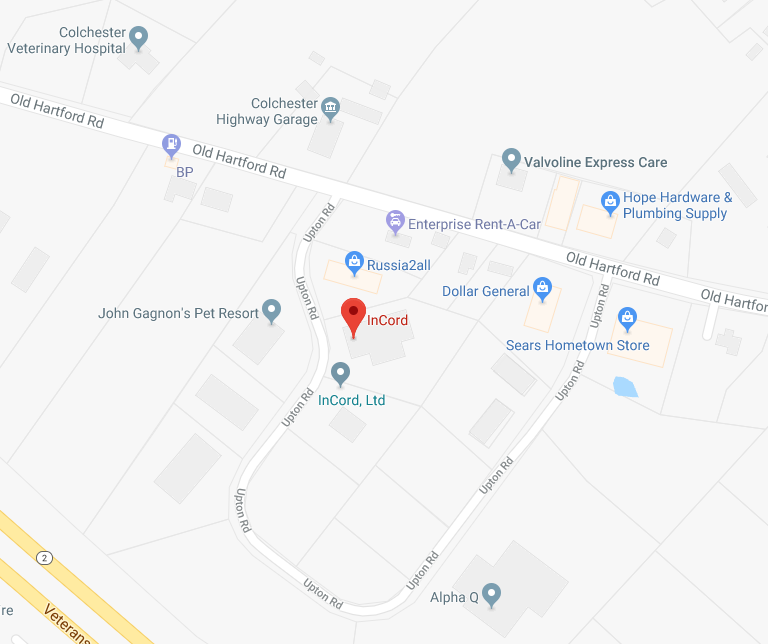 Colchester
Veterinary Hospital
Old Hartford Rd
Colchester
Highway Garage
BP
Old Hartford Rd
Valvoline Express Care
Hope Hardware &
Plumbing Supply
Upton Rd
Enterprise Rent-A-Car
Russia2all
Old Hartford Rd
Upton Rd
Dollar General
Upton Rd
Old Hartfor
John Gagnon's Pet Resort
InCord
Sears Hometown Store
InCord, Ltd
Upton Rd
Upton Rd
Upton Rd
Upton Rd
2
Upton Rd
Upton Rd
Alpha Q
re
Veterans